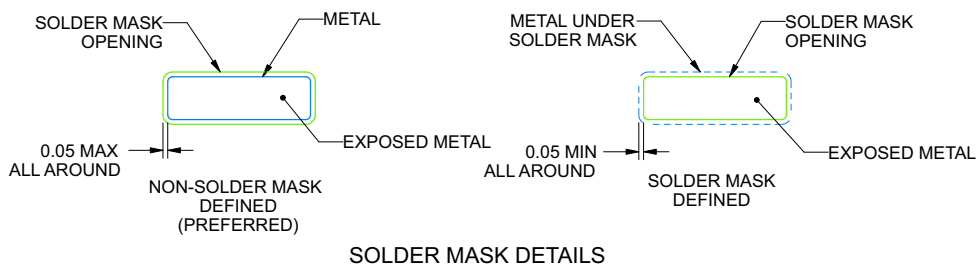 SOLDER MASK
OPENING
METAL
EXPOSED METAL
0.05 MAX
ALL AROUND
NON-SOLDER MASK
DEFINED
(PREFERRED)
METAL UNDER
SOLDER MASK
SOLDER MASK
OPENING
EXPOSED METAL
0.05 MIN
ALL AROUND
SOLDER MASK
DEFINED
SOLDER MASK DETAILS